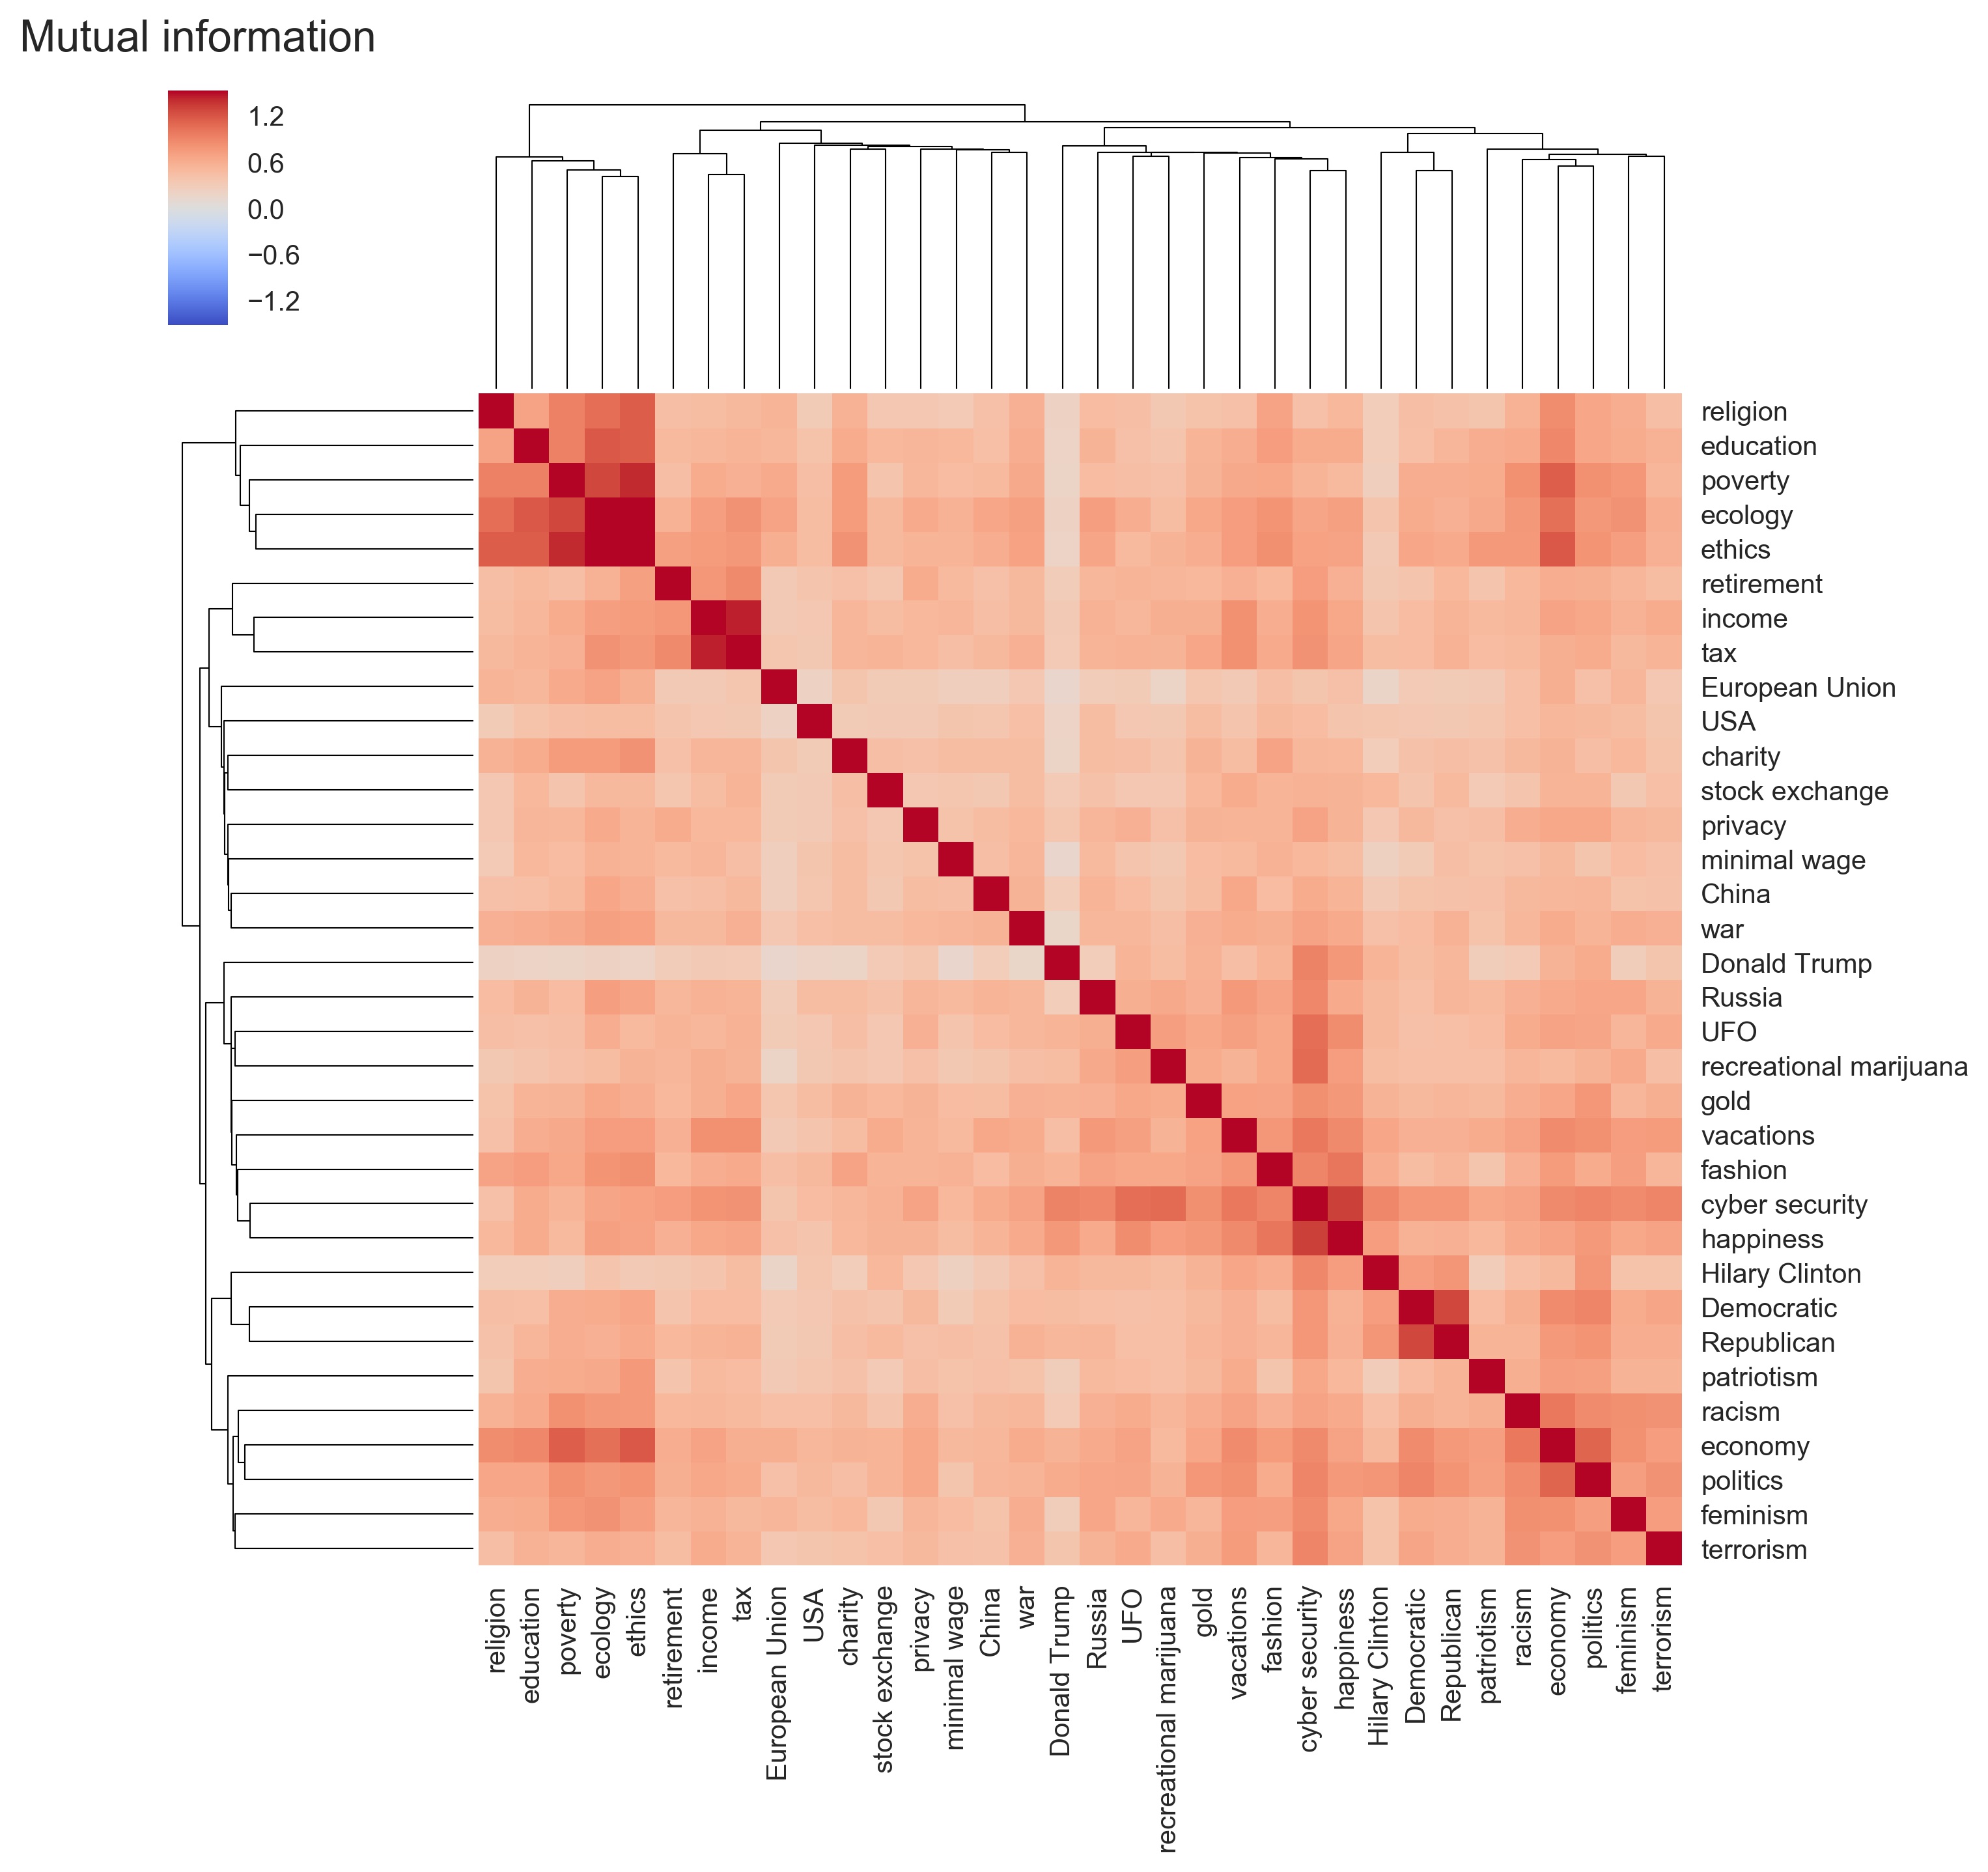 Mutual information
1.2
0.6
0.0
−0.6
−1.2
religion
education
poverty
ecology
ethics
retirement
income
tax
European Union
USA
charity
stock exchange
privacy
minimal wage
China
war
Donald Trump
Russia
UFO
recreational marijuana
gold
vacations
fashion
cyber security
happiness
Hilary Clinton
Democratic
Republican
patriotism
racism
economy
politics
feminism
terrorism
religion
education
poverty
ecology
ethics
retirement
income
tax
European Union
USA
charity
stock exchange
privacy
minimal wage
China
war
Donald Trump
Russia
UFO
recreational marijuana
gold
vacations
fashion
cyber security
happiness
Hilary Clinton
Democratic
Republican
patriotism
racism
economy
politics
feminism
terrorism